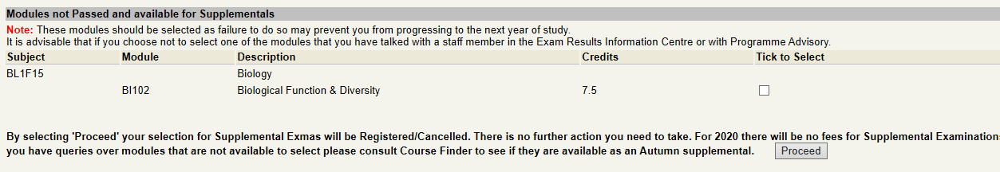 Modules not Passed and available for Supplementals
Note: These modules should be selected as failure to do so may prevent you from progressing to the next year of study.
It is advisable that if you choose not to select one of the modules that you have talked with a staff member in the Exam Results Information Centre or with Programme Advisory.
Subject Module Description Credits Tick to Select
BL1F15 Biology
BI102 Biological Function & Diversity 7.5
By selecting 'Proceed' your selection for Supplemental Exmas will be Registered/Cancelled. There is no further action you need to take. For 2020 there will be no fees for Supplemental Examinations
you have queries over modules that are not available to select please consult Course Finder to see if they are available as an Autumn supplemental. Proceed